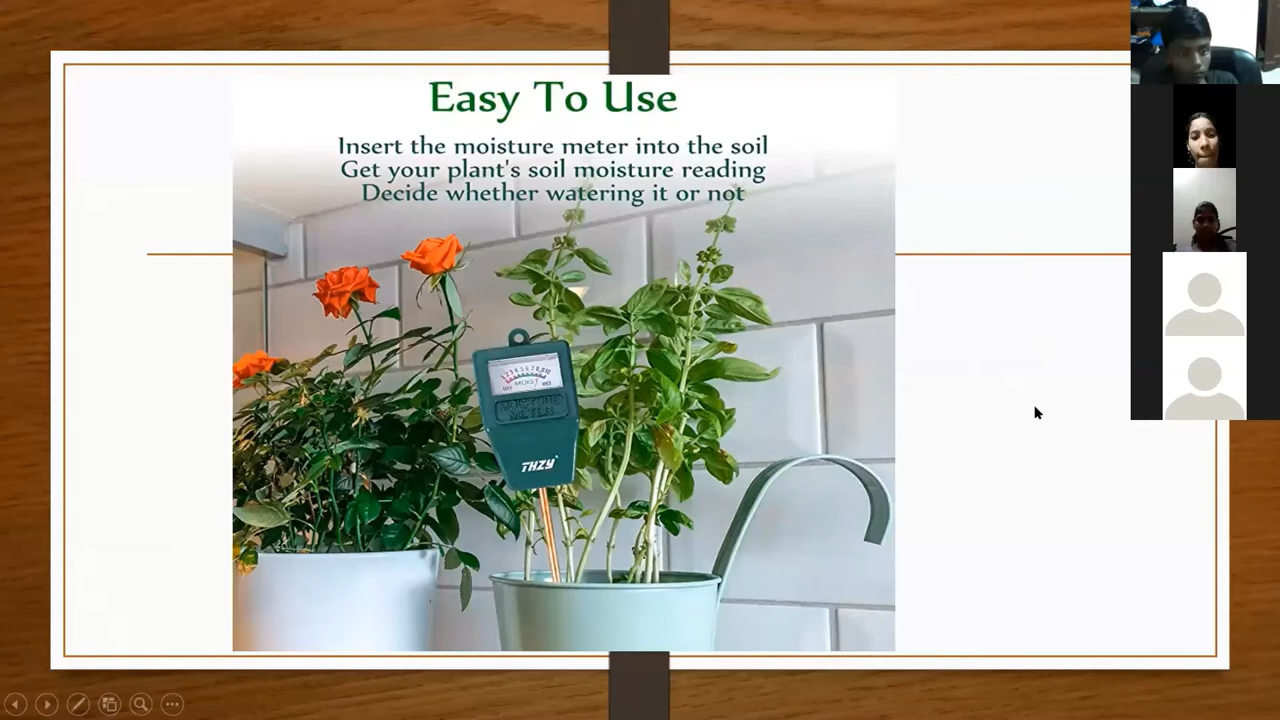 Easy To Use
Insert the moisture meter into the soil
Get your plant's soil moisture reading
Decide whether watering it or not
MOIST
MOISTURE
METER
THZY